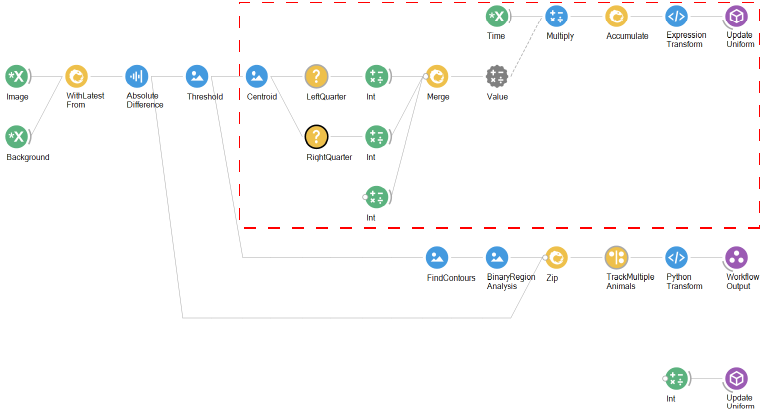 Time
Multiply
Accumulate
Expression
Transform
Update
Uniform
Image
WithLatest
From
Absolute
Difference
Threshold
Centroid
LeftQuarter
Int
Merge
Value
Background
RightQuarter
Int
Int
FindContours
BinaryRegion
Analysis
Zip
TrackMultiple
Animals
Python
Transform
Workflow
Output
Int
Update
Uniform